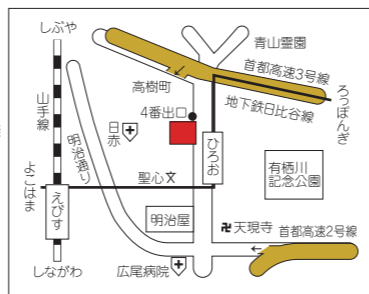 しぶや
青山霊園
首都高速3号線
高樹町
地下鉄日比谷線
ろっぽんぎ
山手線
4番出口
日赤
明治通り
ひろお
有栖川
記念公園
よこはま
聖心文
えびす
明治屋
卍天現寺
首都高速2号線
しながわ
広尾病院